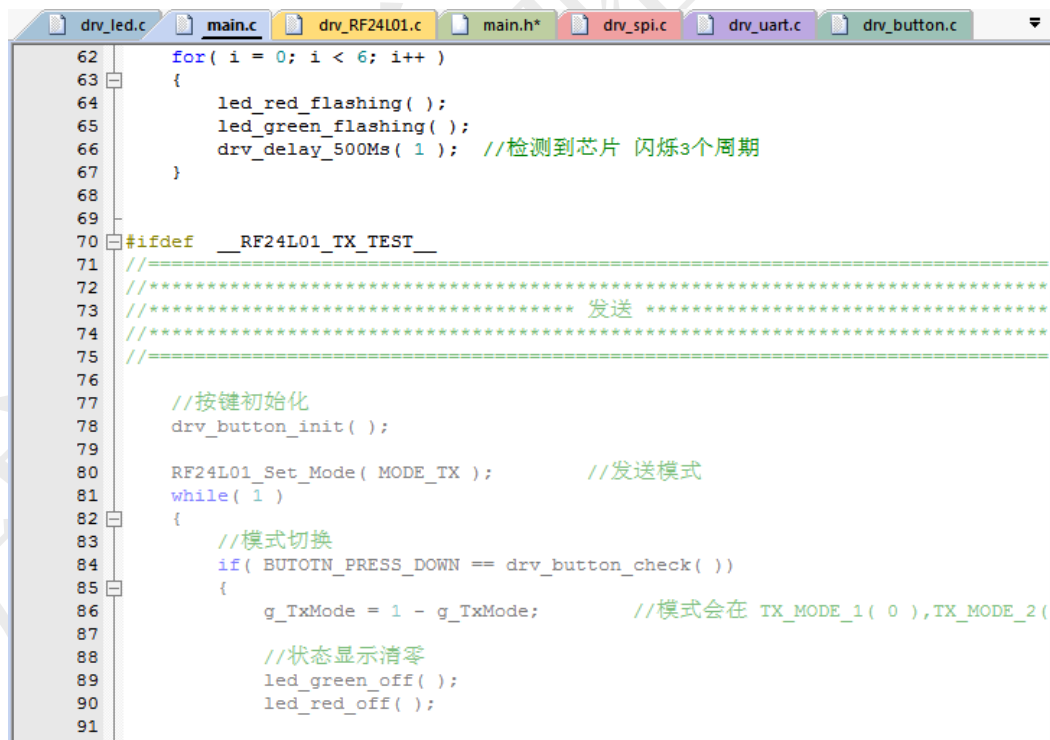 drv_led.c main.c drv_RF24L01.c main.h* drv_spi.c drv_uart.c drv_button.c
62 for( i = 0; i < 6; i++ )
63 {
64 led_red_flashing( );
65 led_green_flashing( );
66 drv_delay_500Ms( 1 ); //检测到芯片 闪烁3个周期
67 }
68
69
70 #ifdef __RF24L01_TX_TEST__
71 //==============================================================================
72 //******************************************************************************
73 //************************************* 发送 ***********************************
74 //******************************************************************************
75 //==============================================================================
76
77 //按键初始化
78 drv_button_init( );
79
80 RF24L01_Set_Mode( MODE_TX ); //发送模式
81 while( 1 )
82 {
83 //模式切换
84 if( BUTOTN_PRESS_DOWN == drv_button_check( ))
85 {
86 g_TxMode = 1 - g_TxMode; //模式会在 TX_MODE_1( 0 ),TX_MODE_2(
87
88 //状态显示清零
89 led_green_off( );
90 led_red_off( );
91